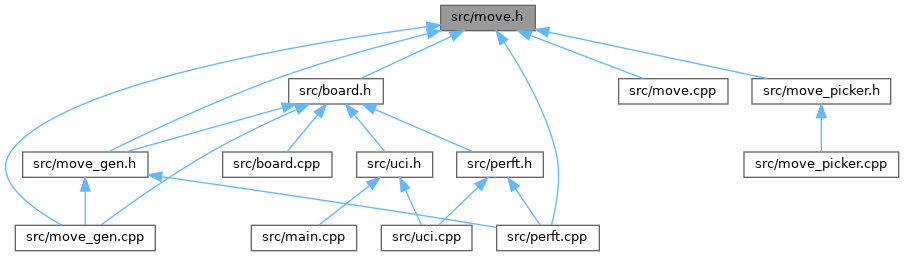 src/move.h
src/board.h
src/move.cpp
src/move_picker.h
src/move_gen.h
src/board.cpp
src/uci.h
src/perft.h
src/move_picker.cpp
src/move_gen.cpp
src/main.cpp
src/uci.cpp
src/perft.cpp